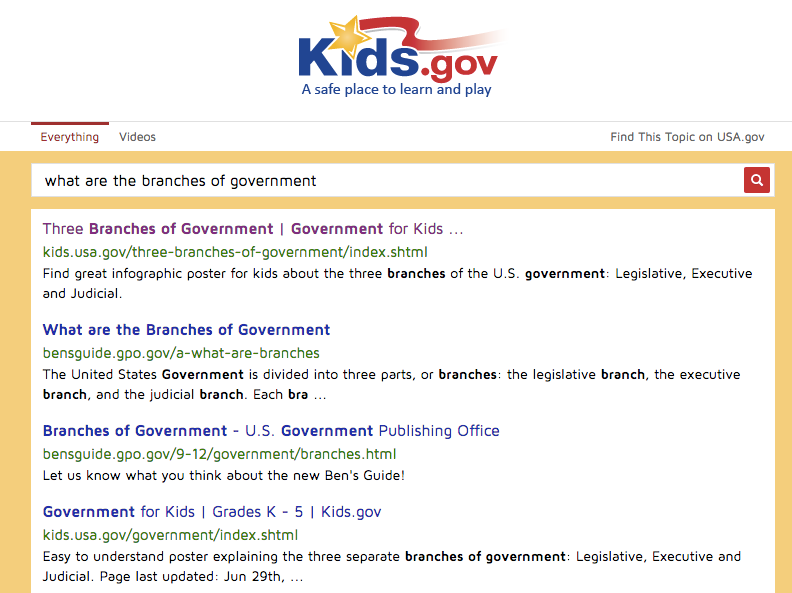 Kids.gov
A safe place to learn and play
Everything Videos Find This Topic on USA.gov
what are the branches of government
Three Branches of Government | Government for Kids ...
kids.usa.gov/three-branches-of-government/index.shtml
Find great infographic poster for kids about the three branches of the U.S. government: Legislative, Executive
and Judicial.
What are the Branches of Government
bensguide.gpo.gov/a-what-are-branches
The United States Government is divided into three parts, or branches: the legislative branch, the executive
branch, and the judicial branch. Each bra ...
Branches of Government - U.S. Government Publishing Office
bensguide.gpo.gov/9-12/government/branches.html
Let us know what you think about the new Ben's Guide!
Government for Kids | Grades K - 5 | Kids.gov
kids.usa.gov/government/index.shtml
Easy to understand poster explaining the three separate branches of government: Legislative, Executive and
Judicial. Page last updated: Jun 29th, ...